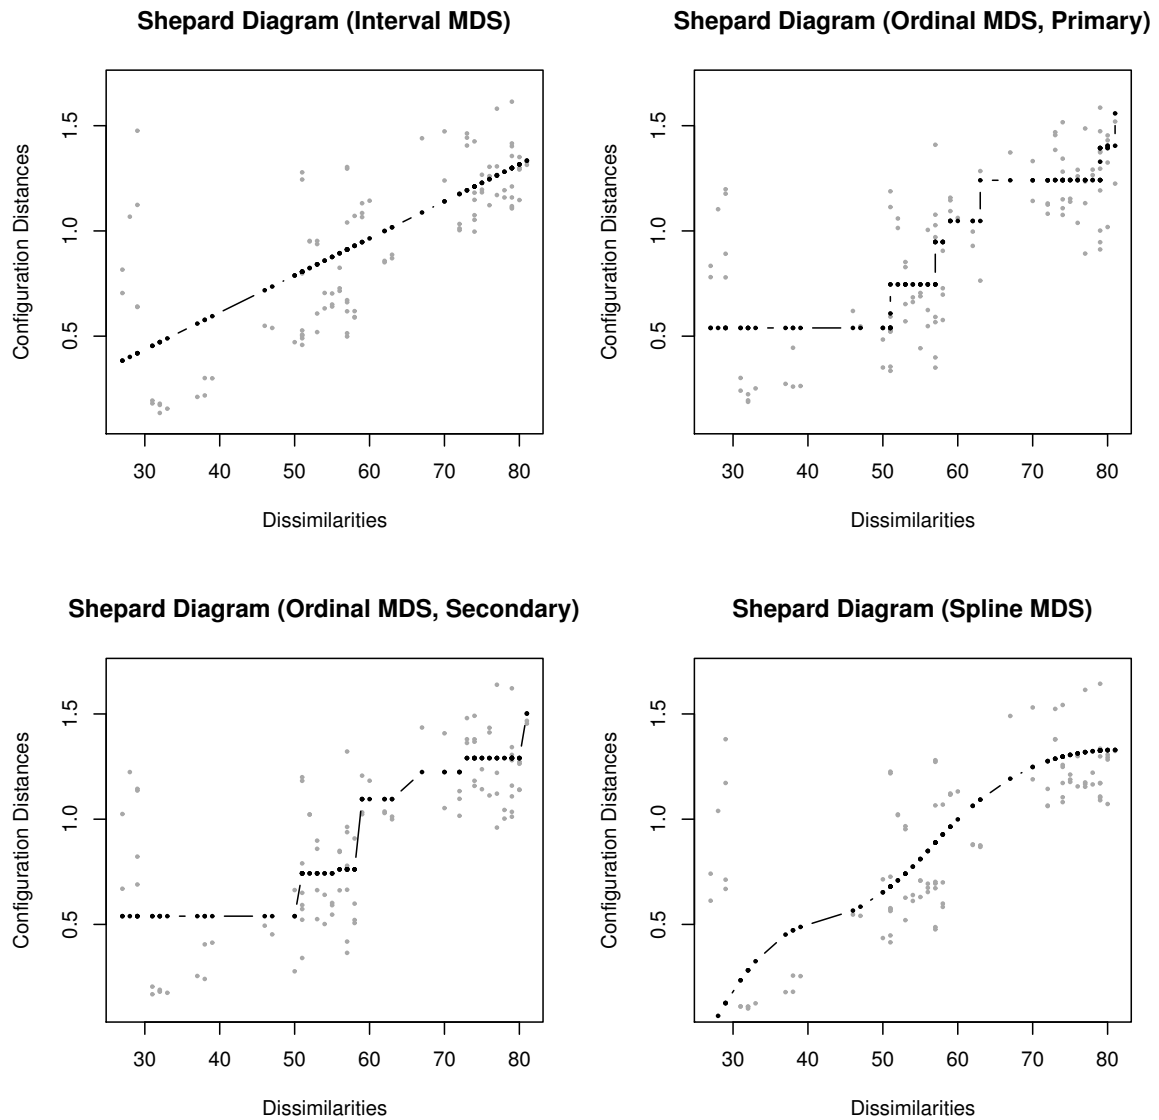 Shepard Diagram (Interval MDS)
Configuration Distances
1.5
1.0
0.5
30 40 50 60 70 80
Dissimilarities
Shepard Diagram (Ordinal MDS, Primary)
Configuration Distances
1.5
1.0
0.5
30 40 50 60 70 80
Dissimilarities
Shepard Diagram (Ordinal MDS, Secondary)
Configuration Distances
1.5
1.0
0.5
30 40 50 60 70 80
Dissimilarities
Shepard Diagram (Spline MDS)
Configuration Distances
1.5
1.0
0.5
30 40 50 60 70 80
Dissimilarities